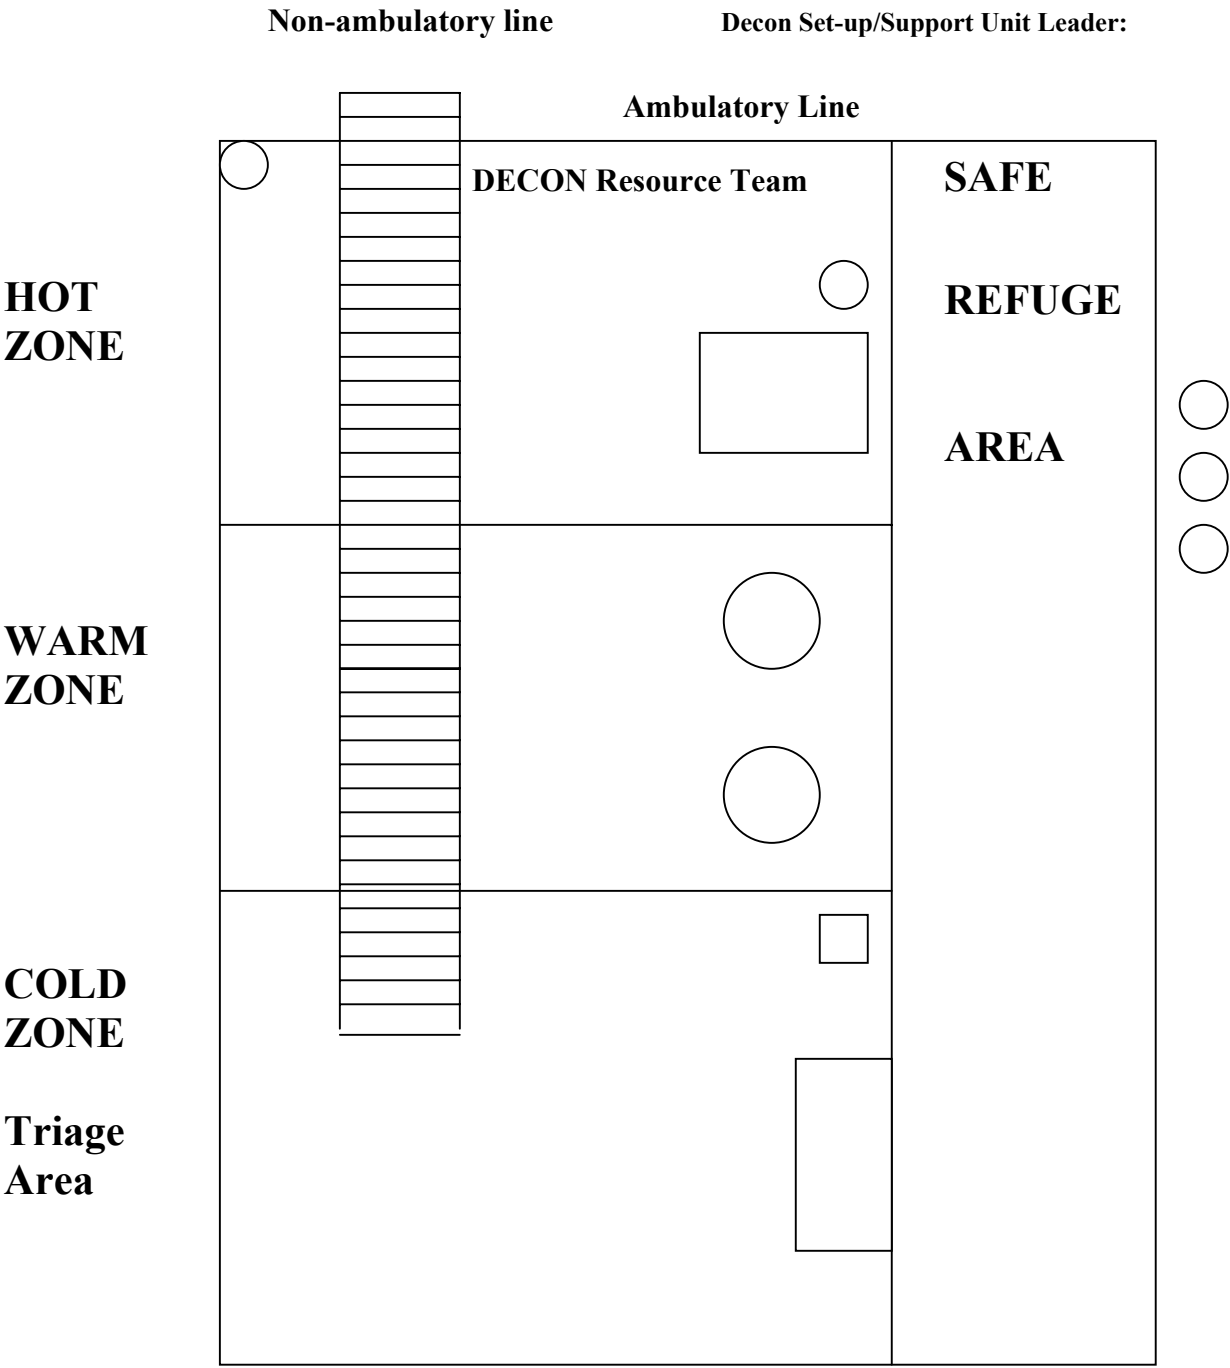 Non-ambulatory line
Decon Set-up/Support Unit Leader:
Ambulatory Line
DECON Resource Team
SAFE
REFUGE
AREA
HOT
ZONE
WARM
ZONE
COLD
ZONE
Triage
Area